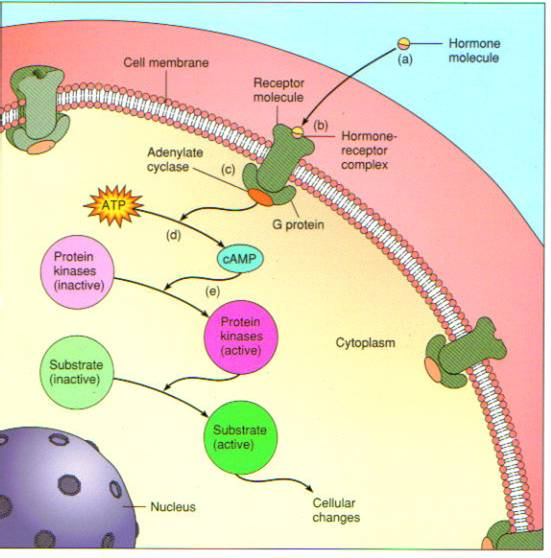 Hormone
molecule
(a)
Cell membrane
Receptor
molecule
(b)
Hormone-
receptor
complex
Adenylate
cyclase
(c)
G protein
ATP
(d)
cAMP
Protein
kinases
(inactive)
(e)
Protein
kinases
(active)
Cytoplasm
Substrate
(inactive)
Substrate
(active)
Cellular
changes
Nucleus